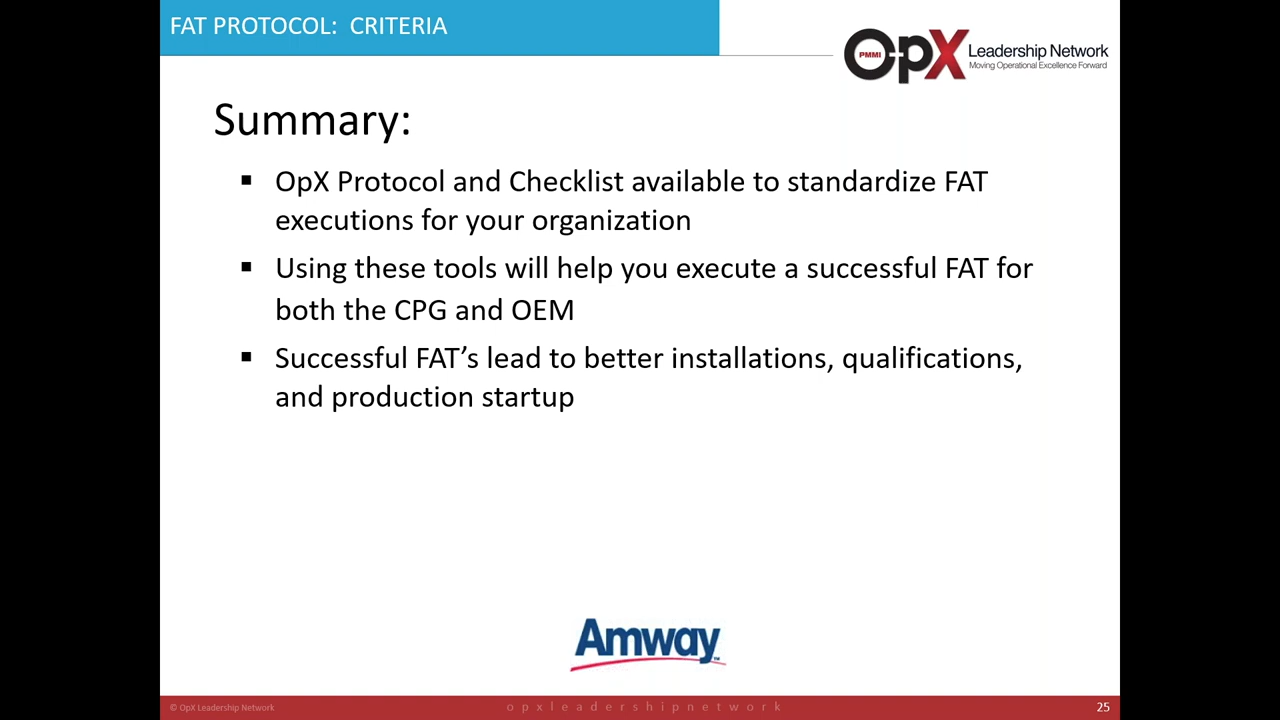 FAT PROTOCOL: CRITERIA
PMMI
OpX
Leadership Network
Moving Operational Excellence Forward
Summary:
▪ OpX Protocol and Checklist available to standardize FAT
executions for your organization
▪ Using these tools will help you execute a successful FAT for
both the CPG and OEM
▪ Successful FAT’s lead to better installations, qualifications,
and production startup
Amway™
© OpX Leadership Network
opxleadershipnetwork
25